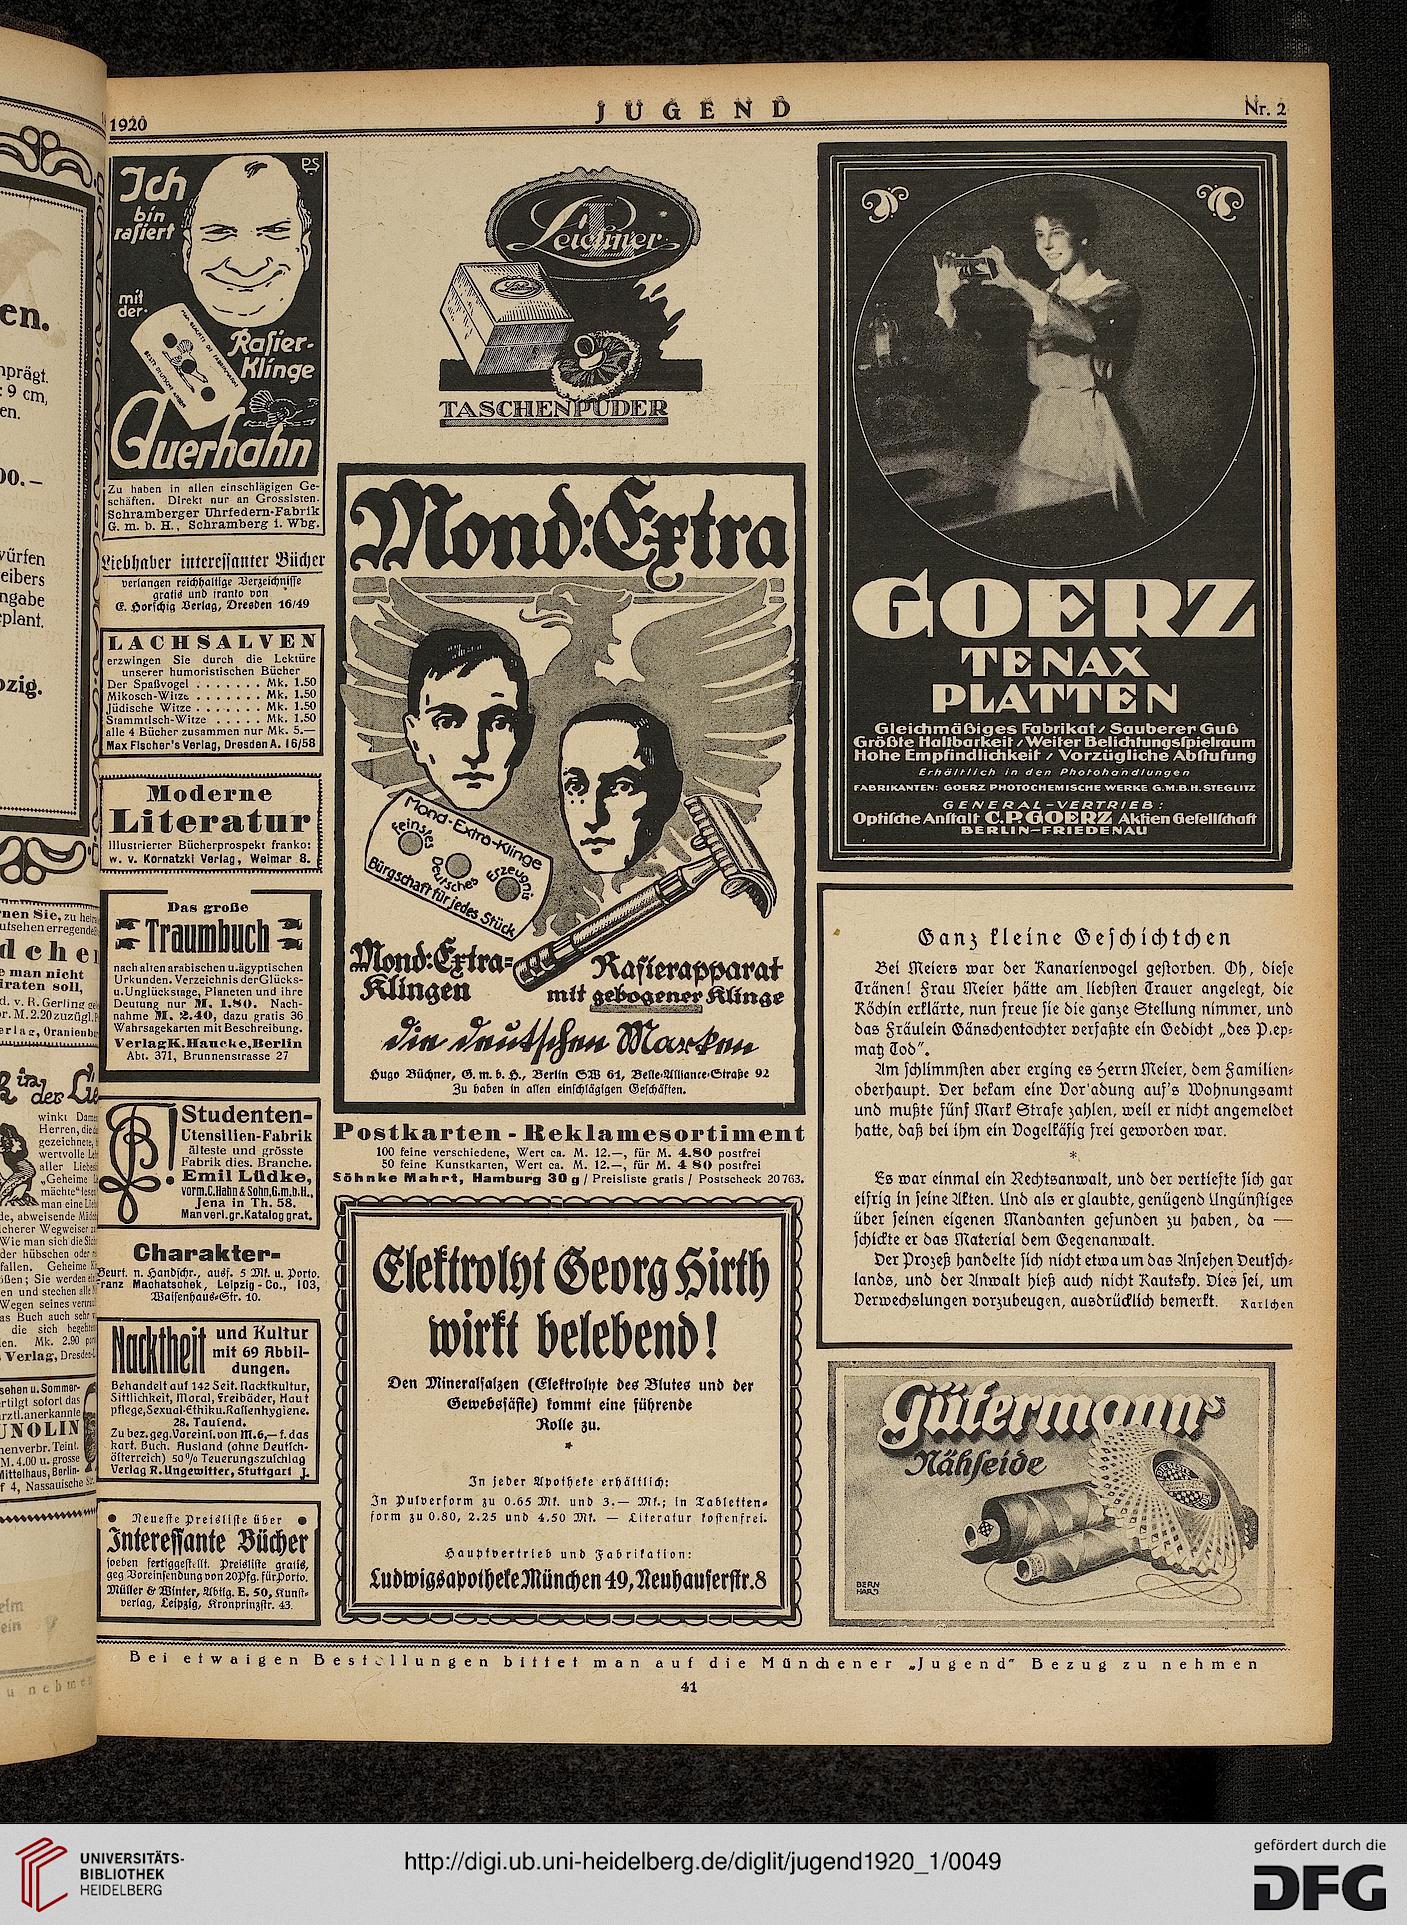 1920
JUGEND
Nr. 2
Ich
bin
rasiert
PS
mit
der
Rasier-
Klinge
Auerhahn
Zu haben in allen einschlägigen Ge-
schäften. Direkt nur an Grossisten.
Schramberger Uhrfedern-Fabrik
G. m. b. H., Schramberg i. Wbg.
Liebhaber interessanter Bücher
verlangen reichhaltige Verzeichnisse
gratis und franko von
E. Horschig Verlag, Dresden 16/49
LACHSALVEN
erzwingen Sie durch die Lektüre
unserer humoristischen Bücher
Der Spaßvogel . . . . . . . Mk. 1.50
Mikosch-Witze . . . . . . . Mk. 1.50
Jüdische Witze . . . . . . . Mk. 1.50
Stammtisch-Witze . . . . . Mk. 1.50
alle 4 Bücher zusammen nur Mk. 5.—
Max Fischer's Verlag, Dresden A. 16/58
Moderne
Literatur
Illustrierter Bücherprospekt franko:
w. v. Kornatzki Verlag, Weimar 8.
Das große
Traumbuch
nach alten arabischen u. ägyptischen
Urkunden. Verzeichnis der Glücks-
u. Unglückstage, Planeten und ihre
Deutung nur M. 1.80. Nach-
nahme M. 2.40, dazu gratis 36
Wahrsagekarten mit Beschreibung.
Verlag K. Haucke, Berlin
Abt. 371, Brunnenstrasse 27
Studenten-
Utensilien-Fabrik
älteste und grösste
Fabrik dies. Branche.
Emil Lüdke,
vorm. C. Hahn & Sohn, G. m. b. H.,
Jena in Th. 58.
Man verl. gr. Katalog grat.
Charakter-
Beurt. n. Handschr., ausf. 5 Mk. u. Porto.
Franz Machatschek, Leipzig-Co., 103,
Waisenhaus-Str. 10.
Nacktheit
und Kultur
mit 69 Abbil-
dungen.
Behandelt auf 142 Seit. Nacktkultur,
Sittlichkeit, Moral, Freibäder, Haut
pflege, Sexual-Ethik u. Rassenhygiene.
28. Tausend.
Zu bez. geg. Voreins. von M. 6,— f. das
kart. Buch. Ausland (ohne Deutsch-
österreich) 50% Teuerungszuschlag
Verlag R. Ungewitter, Stuttgart J.
Neueste Preisliste über
Interessante Bücher
soeben fertiggestellt. Preisliste gratis,
geg Voreinsendung von 20 Pfg. für Porto.
Müller & Winter, Abtlg. E. 50, Kunst-
verlag, Leipzig, Kronprinzstr. 43.
Leichner
TASCHENPUDER
Mond-Extra
Mond-Extra-Klinge
feinstes
Deutsches
Erzeugnis
Bürgschaft für jedes Stück
Mond-Extra-
Klingen
Rasierapparat
mit gebogener Klinge
die deutschen Marken
Hugo Büchner, G. m. b. H., Berlin SW 61, Belle-Alliance-Straße 92
Zu haben in allen einschlägigen Geschäften.
Postkarten - Reklamesortiment
100 feine verschiedene, Wert ca. M. 12.—, für M. 4.80 postfrei
50 feine Kunstkarten, Wert ca. M. 12.—, für M. 4 80 postfrei
Söhnke Mahrt, Hamburg 30 g / Preisliste gratis / Postscheck 20 763.
Elektrolyt Georg Hirth
wirkt belebend!
Den Mineralsalzen (Elektrolyte des Blutes und der
Gewebssäfte) kommt eine führende
Rolle zu.
*
In jeder Apotheke erhältlich:
In Pulverform zu 0.65 Mk. und 3.— Mk.; in Tabletten-
form zu 0.80, 2.25 und 4.50 Mk. — Literatur kostenfrei.
Hauptvertrieb und Fabrikation:
Ludwigsapotheke München 49, Neuhauserstr. 8
GOERZ
TENAX
PLATTEN
Gleichmäßiges Fabrikat / Sauberer Guß
Größte Haltbarkeit / Weiter Belichtungsspielraum
Hohe Empfindlichkeit / Vorzügliche Abstufung
Erhältlich in den Photohandlungen
FABRIKANTEN: GOERZ PHOTOCHEMISCHE WERKE G.M.B.H. STEGLITZ
GENERAL-VERTRIEB:
Optische Anstalt C.P. GOERZ Aktien Gesellschaft
BERLIN-FRIEDENAU
Ganz kleine Geschichtchen
Bei Meiers war der Kanarienvogel gestorben. Oh, diese
Tränen! Frau Meier hätte am liebsten Trauer angelegt, die
Köchin erklärte, nun freue sie die ganze Stellung nimmer, und
das Fräulein Gänschentochter verfaßte ein Gedicht „des Piep-
matz Tod".
Am schlimmsten aber erging es Herrn Meier, dem Familien-
oberhaupt. Der bekam eine Vorladung auf's Wohnungsamt
und mußte fünf Mark Strafe zahlen, weil er nicht angemeldet
hatte, daß bei ihm ein Vogelkäfig frei geworden war.
*
Es war einmal ein Rechtsanwalt, und der vertiefte sich gar
eifrig in seine Akten. Und als er glaubte, genügend Ungünstiges
über seinen eigenen Mandanten gefunden zu haben, da —
schickte er das Material dem Gegenanwalt.
Der Prozeß handelte sich nicht etwa um das Ansehen Deutsch-
lands, und der Anwalt hieß auch nicht Kautsky. Dies sei, um
Verwechslungen vorzubeugen, ausdrücklich bemerkt. Karlchen
Gütermanns
Nähseide
BERN
HARD
Bei etwaigen Bestellungen bittet man auf die Münchener „Jugend" Bezug zu nehmen
41
UNIVERSITÄTS-
BIBLIOTHEK
HEIDELBERG
http://digi.ub.uni-heidelberg.de/diglit/jugend1920_1/0049
gefördert durch die
DFG